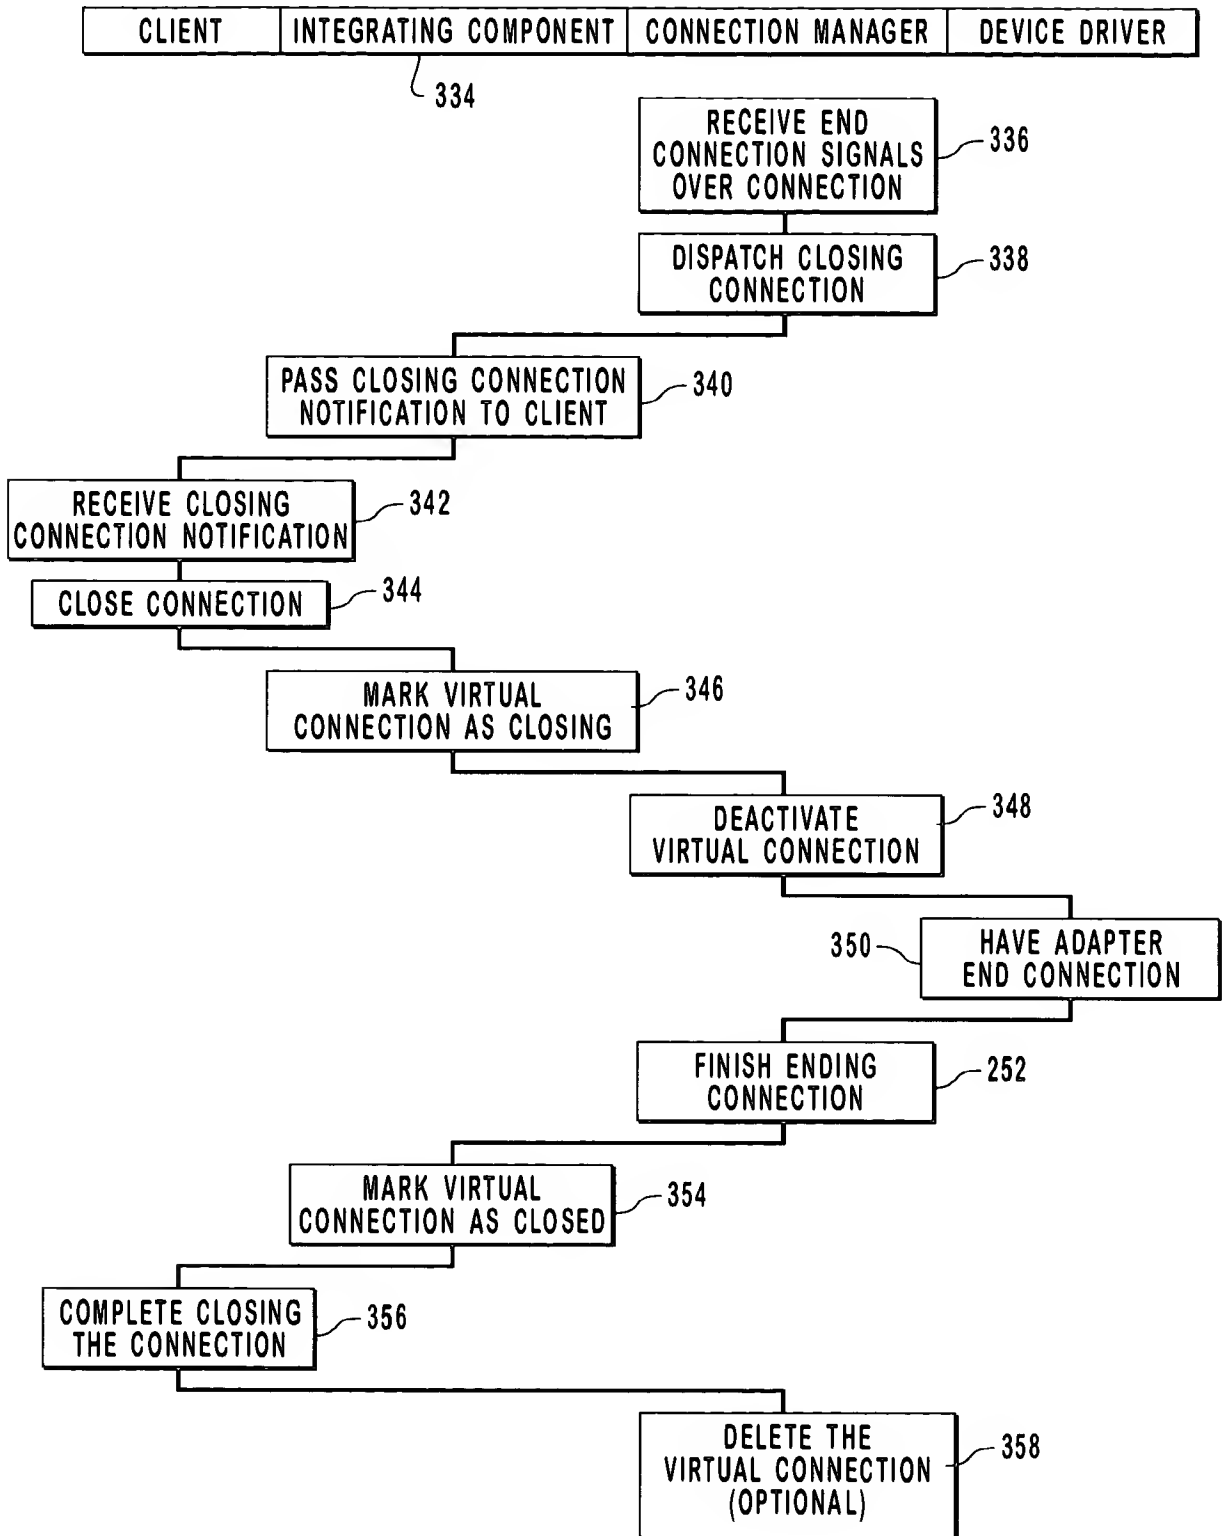 CLIENT INTEGRATING COMPONENT CONNECTION MANAGER DEVICE DRIVER
334
RECEIVE END
CONNECTION SIGNALS
OVER CONNECTION
336
DISPATCH CLOSING
CONNECTION
338
PASS CLOSING CONNECTION
NOTIFICATION TO CLIENT
340
RECEIVE CLOSING
CONNECTION NOTIFICATION
342
CLOSE CONNECTION
344
MARK VIRTUAL
CONNECTION AS CLOSING
346
DEACTIVATE
VIRTUAL CONNECTION
348
350
HAVE ADAPTER
END CONNECTION
FINISH ENDING
CONNECTION
252
MARK VIRTUAL
CONNECTION AS CLOSED
354
COMPLETE CLOSING
THE CONNECTION
356
DELETE THE
VIRTUAL CONNECTION
(OPTIONAL)
358